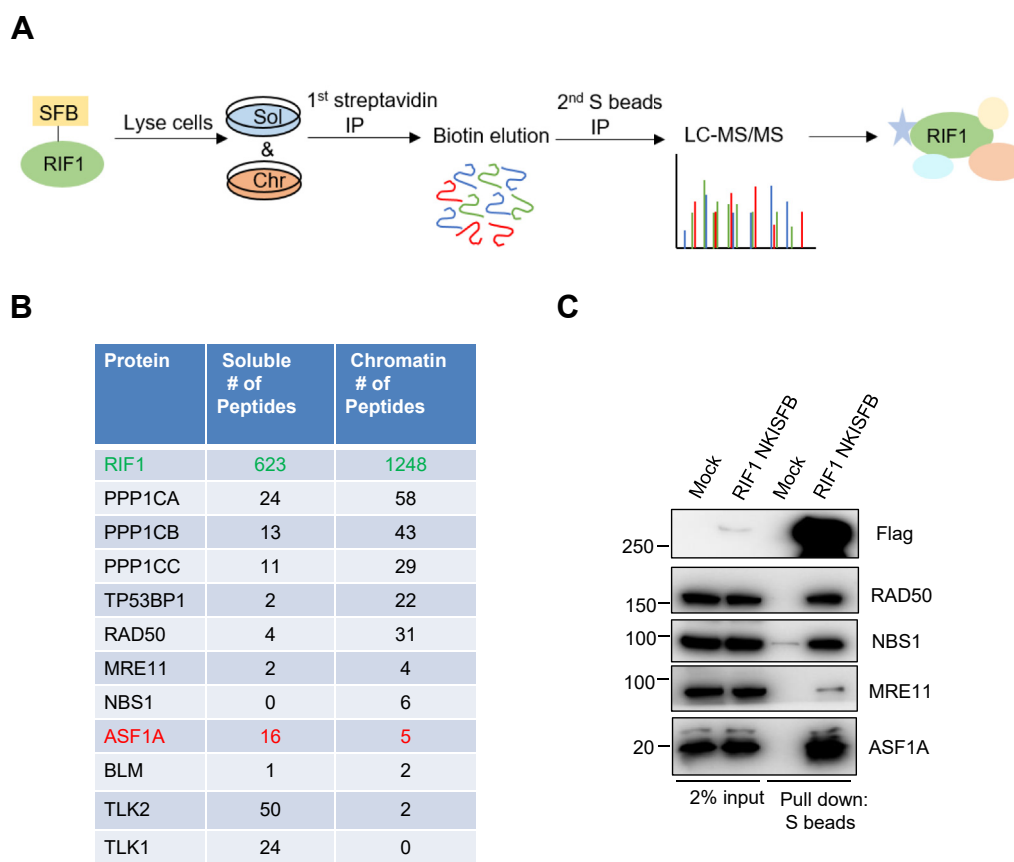 A
SFB
RIF1
Lyse cells
Sol
&
Chr
1st streptavidin
IP
Biotin elution
2nd S beads
IP
LC-MS/MS
RIF1
B
Protein Soluble # of Peptides Chromatin # of Peptides
RIF1 623 1248
PPP1CA 24 58
PPP1CB 13 43
PPP1CC 11 29
TP53BP1 2 22
RAD50 4 31
MRE11 2 4
NBS1 0 6
ASF1A 16 5
BLM 1 2
TLK2 50 2
TLK1 24 0
C
Mock
RIF1 NKISFB
Mock
RIF1 NKISFB
250 Flag
150 RAD50
100 NBS1
100 MRE11
20 ASF1A
2% input
Pull down:
S beads